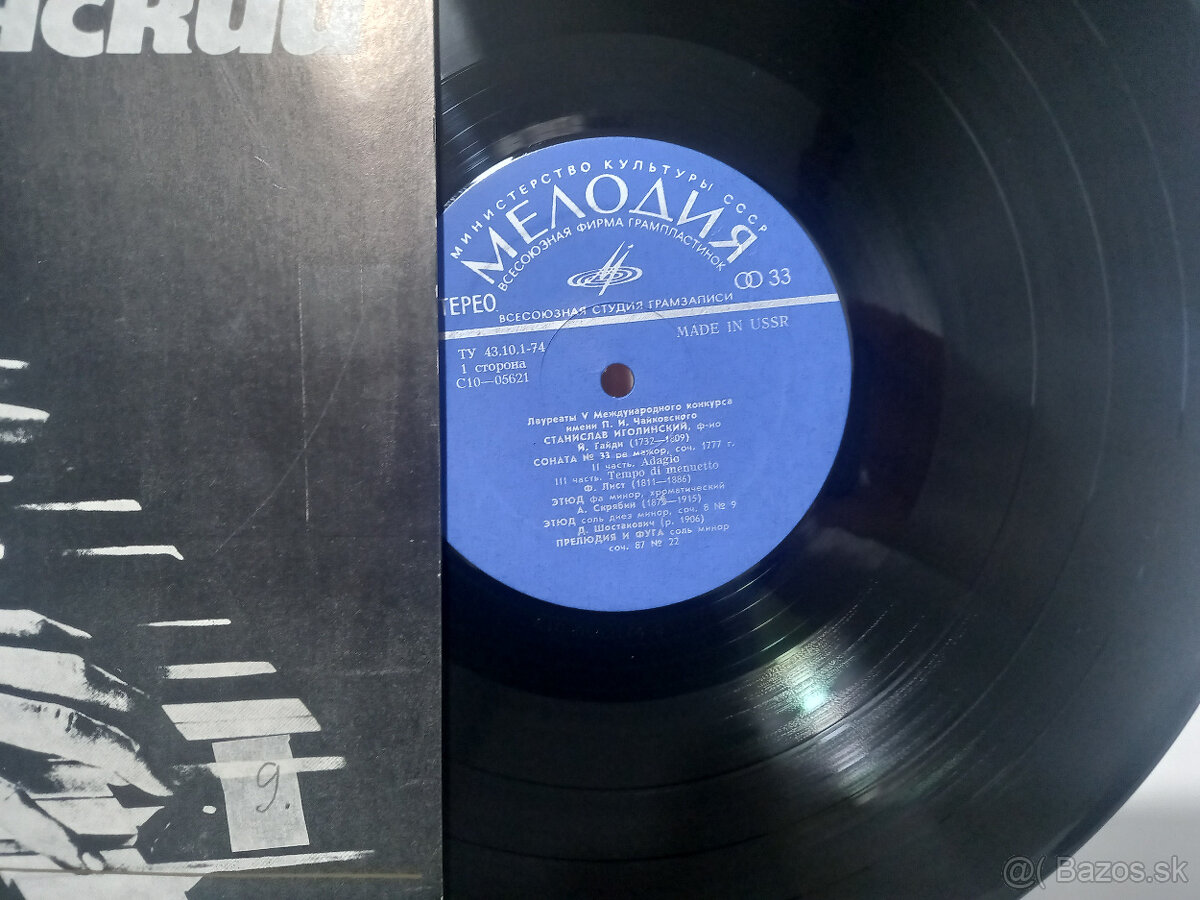 нский
МИНИСТЕРСТВО КУЛЬТУРЫ СССР
МЕЛОДИЯ
ВСЕСОЮЗНАЯ ФИРМА ГРАМПЛАСТИНОК
ТЕРЕО
33
ВСЕСОЮЗНАЯ СТУДИЯ ГРАМЗАПИСИ
MADE IN USSR
ТУ 43.10.1-74
1 сторона
С10—05621
Лауреаты V Международного конкурса
имени П. И. Чайковского
СТАНИСЛАВ ИГОЛИНСКИЙ, ф-но
Й. Гайдн (1732—1809)
СОНАТА № 33 ре мажор, соч. 1777 г.
II часть. Adagio
III часть. Tempo di menuetto
Ф. Лист (1811—1886)
ЭТЮД фа минор, хроматический
А. Скрябин (1872—1915)
ЭТЮД соль диез минор, соч. 8 № 9
Д. Шостакович (р. 1906)
ПРЕЛЮДИЯ И ФУГА соль минор
соч. 87 № 22
9.
@( Bazos.sk